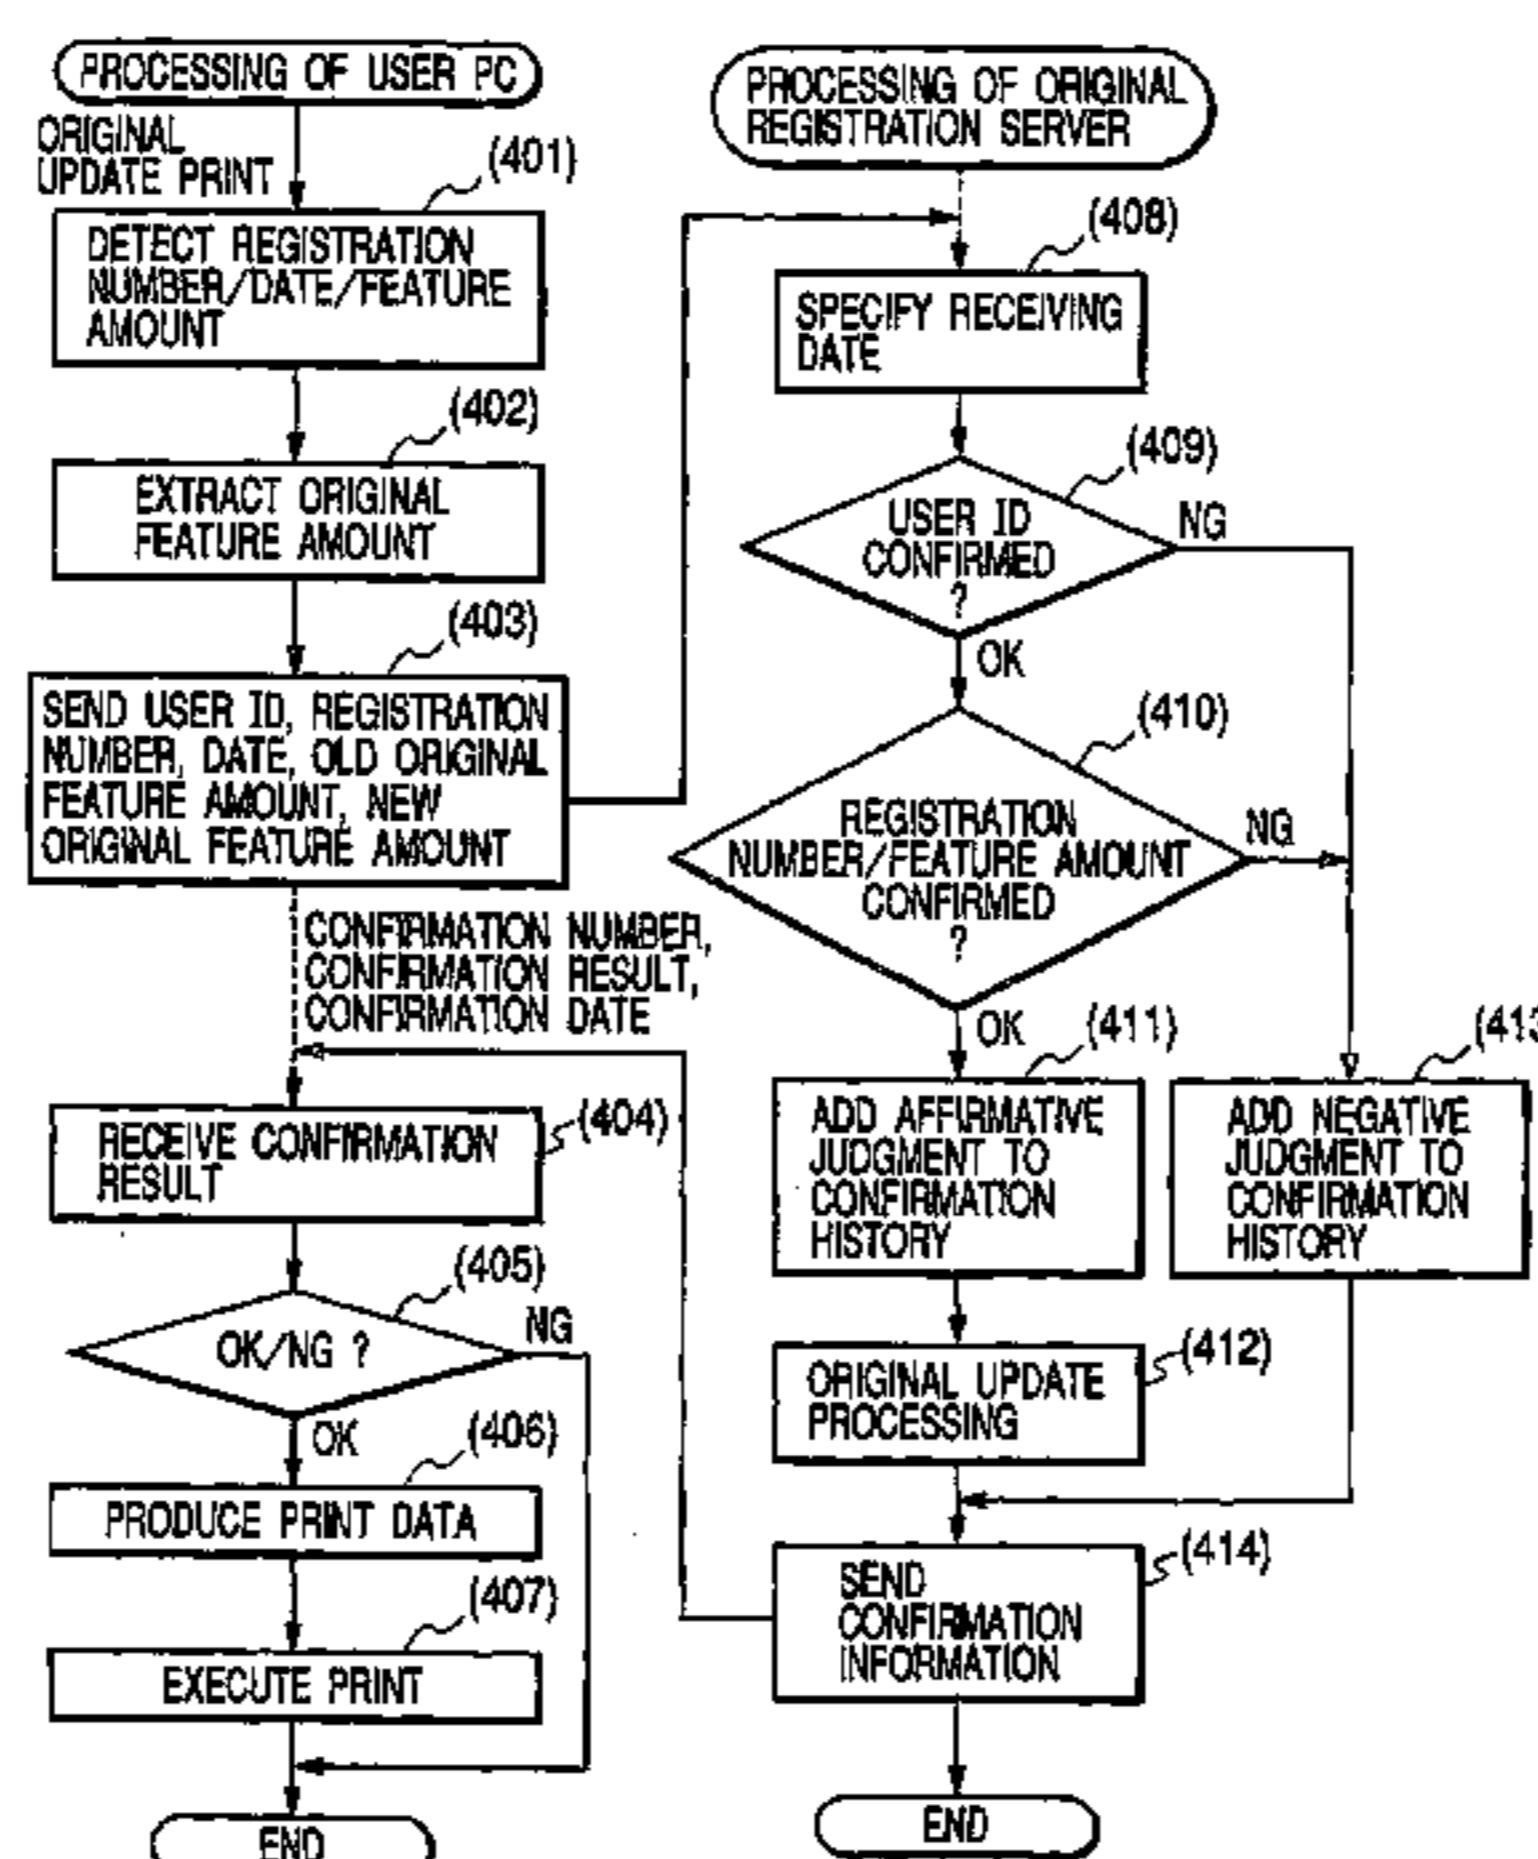 PROCESSING OF USER PC
ORIGINAL
UPDATE PRINT
(401)
DETECT REGISTRATION
NUMBER/DATE/FEATURE
AMOUNT
(402)
EXTRACT ORIGINAL
FEATURE AMOUNT
(403)
SEND USER ID, REGISTRATION
NUMBER, DATE, OLD ORIGINAL
FEATURE AMOUNT, NEW
ORIGINAL FEATURE AMOUNT
CONFIRMATION NUMBER,
CONFIRMATION RESULT,
CONFIRMATION DATE
(404)
RECEIVE CONFIRMATION
RESULT
(405)
OK/NG ?
NG
OK
(406)
PRODUCE PRINT DATA
(407)
EXECUTE PRINT
END
PROCESSING OF ORIGINAL
REGISTRATION SERVER
(408)
SPECIFY RECEIVING
DATE
(409)
USER ID
CONFIRMED
?
NG
OK
(410)
REGISTRATION
NUMBER/FEATURE AMOUNT
CONFIRMED
?
NG
OK
(411)
ADD AFFIRMATIVE
JUDGMENT TO
CONFIRMATION
HISTORY
(413
ADD NEGATIVE
JUDGMENT TO
CONFIRMATION
HISTORY
(412)
ORIGINAL UPDATE
PROCESSING
(414)
SEND
CONFIRMATION
INFORMATION
END